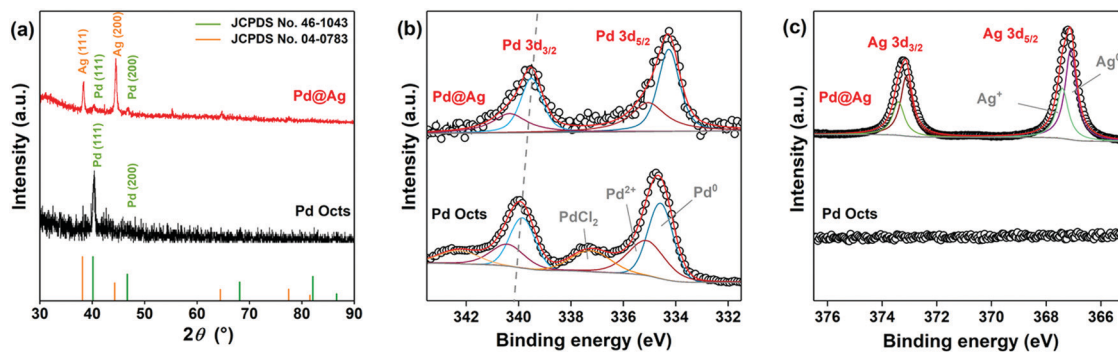 (a)
JCPDS No. 46-1043
JCPDS No. 04-0783
Ag (111)
Pd (111)
Ag (200)
Pd (200)
Pd@Ag
Pd (111)
Pd (200)
Pd Octs
Intensity (a.u.)
30 40 50 60 70 80 90
2θ (°)
(b)
Pd 3d3/2
Pd 3d5/2
Pd@Ag
Pd Octs
PdCl2
Pd2+
Pd0
Intensity (a.u.)
342 340 338 336 334 332
Binding energy (eV)
(c)
Ag 3d3/2
Ag 3d5/2
Ag0
Ag+
Pd@Ag
Pd Octs
Intensity (a.u.)
376 374 372 370 368 366
Binding energy (eV)